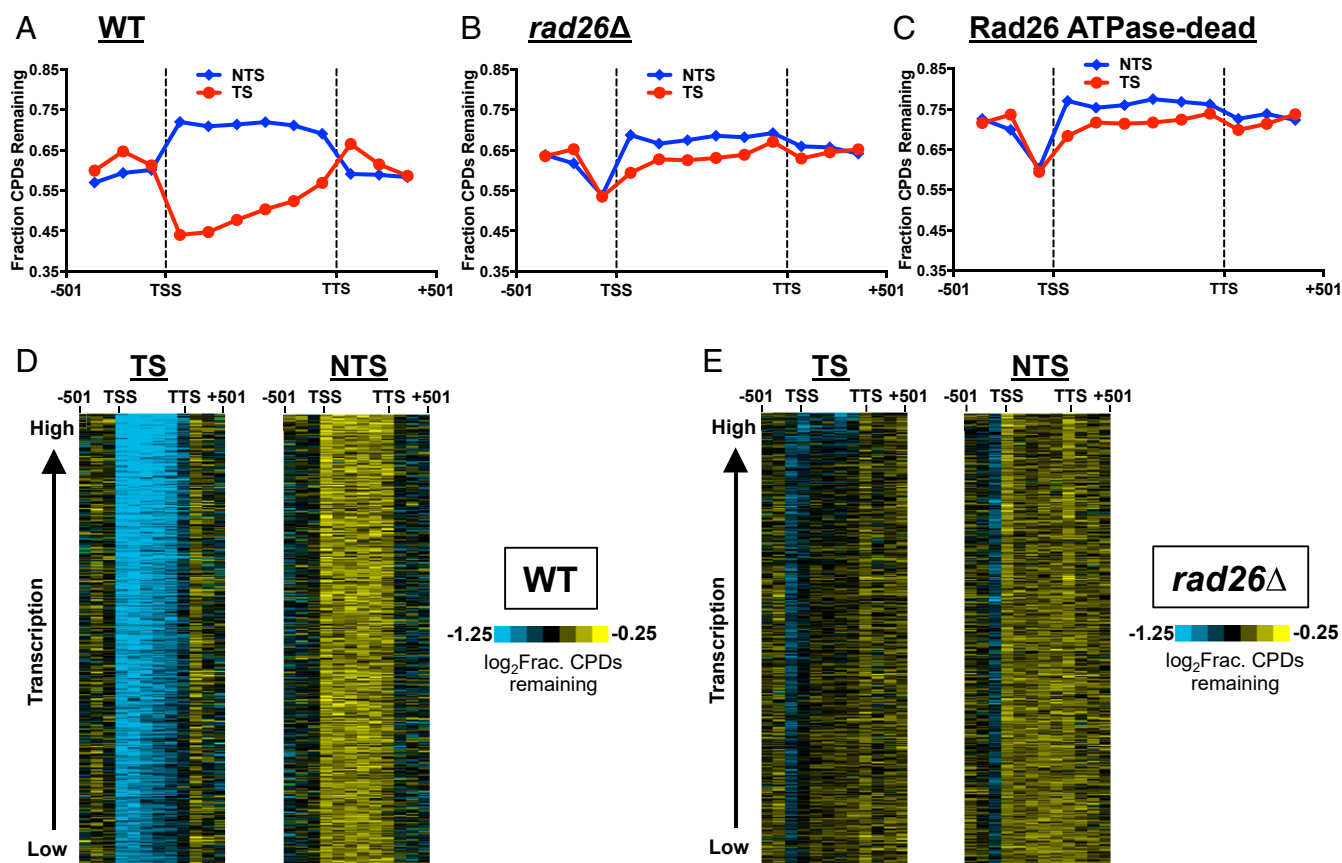 A WT
B rad26Δ
C Rad26 ATPase-dead
Fraction CPDs Remaining
0.85
0.75
0.65
0.55
0.45
0.35
NTS
TS
-501 TSS TTS +501
Fraction CPDs Remaining
0.85
0.75
0.65
0.55
0.45
0.35
NTS
TS
-501 TSS TTS +501
Fraction CPDs Remaining
0.85
0.75
0.65
0.55
0.45
0.35
NTS
TS
-501 TSS TTS +501
D TS NTS
-501 TSS TTS +501 -501 TSS TTS +501
High
Transcription
Low
WT
-1.25 -0.25
log2Frac. CPDs
remaining
E TS NTS
-501 TSS TTS +501 -501 TSS TTS +501
High
Transcription
Low
rad26Δ
-1.25 -0.25
log2Frac. CPDs
remaining